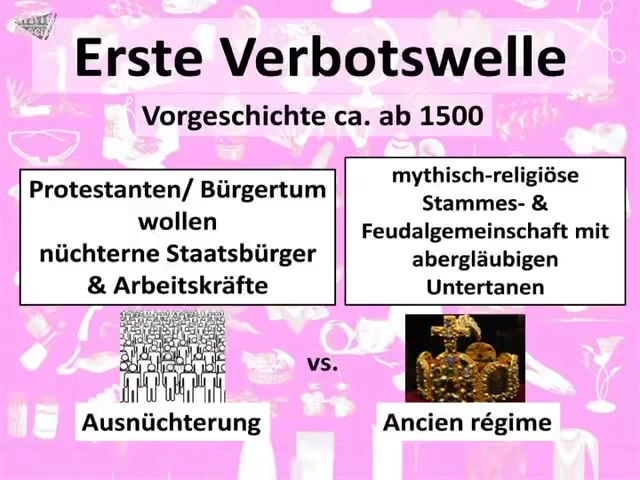 Erste Verbotswelle
Vorgeschichte ca. ab 1500
Protestanten/ Bürgertum
wollen
nüchterne Staatsbürger
& Arbeitskräfte
mythisch-religiöse
Stammes- &
Feudalgemeinschaft mit
abergläubigen
Untertanen
vs.
Ausnüchterung
Ancien régime